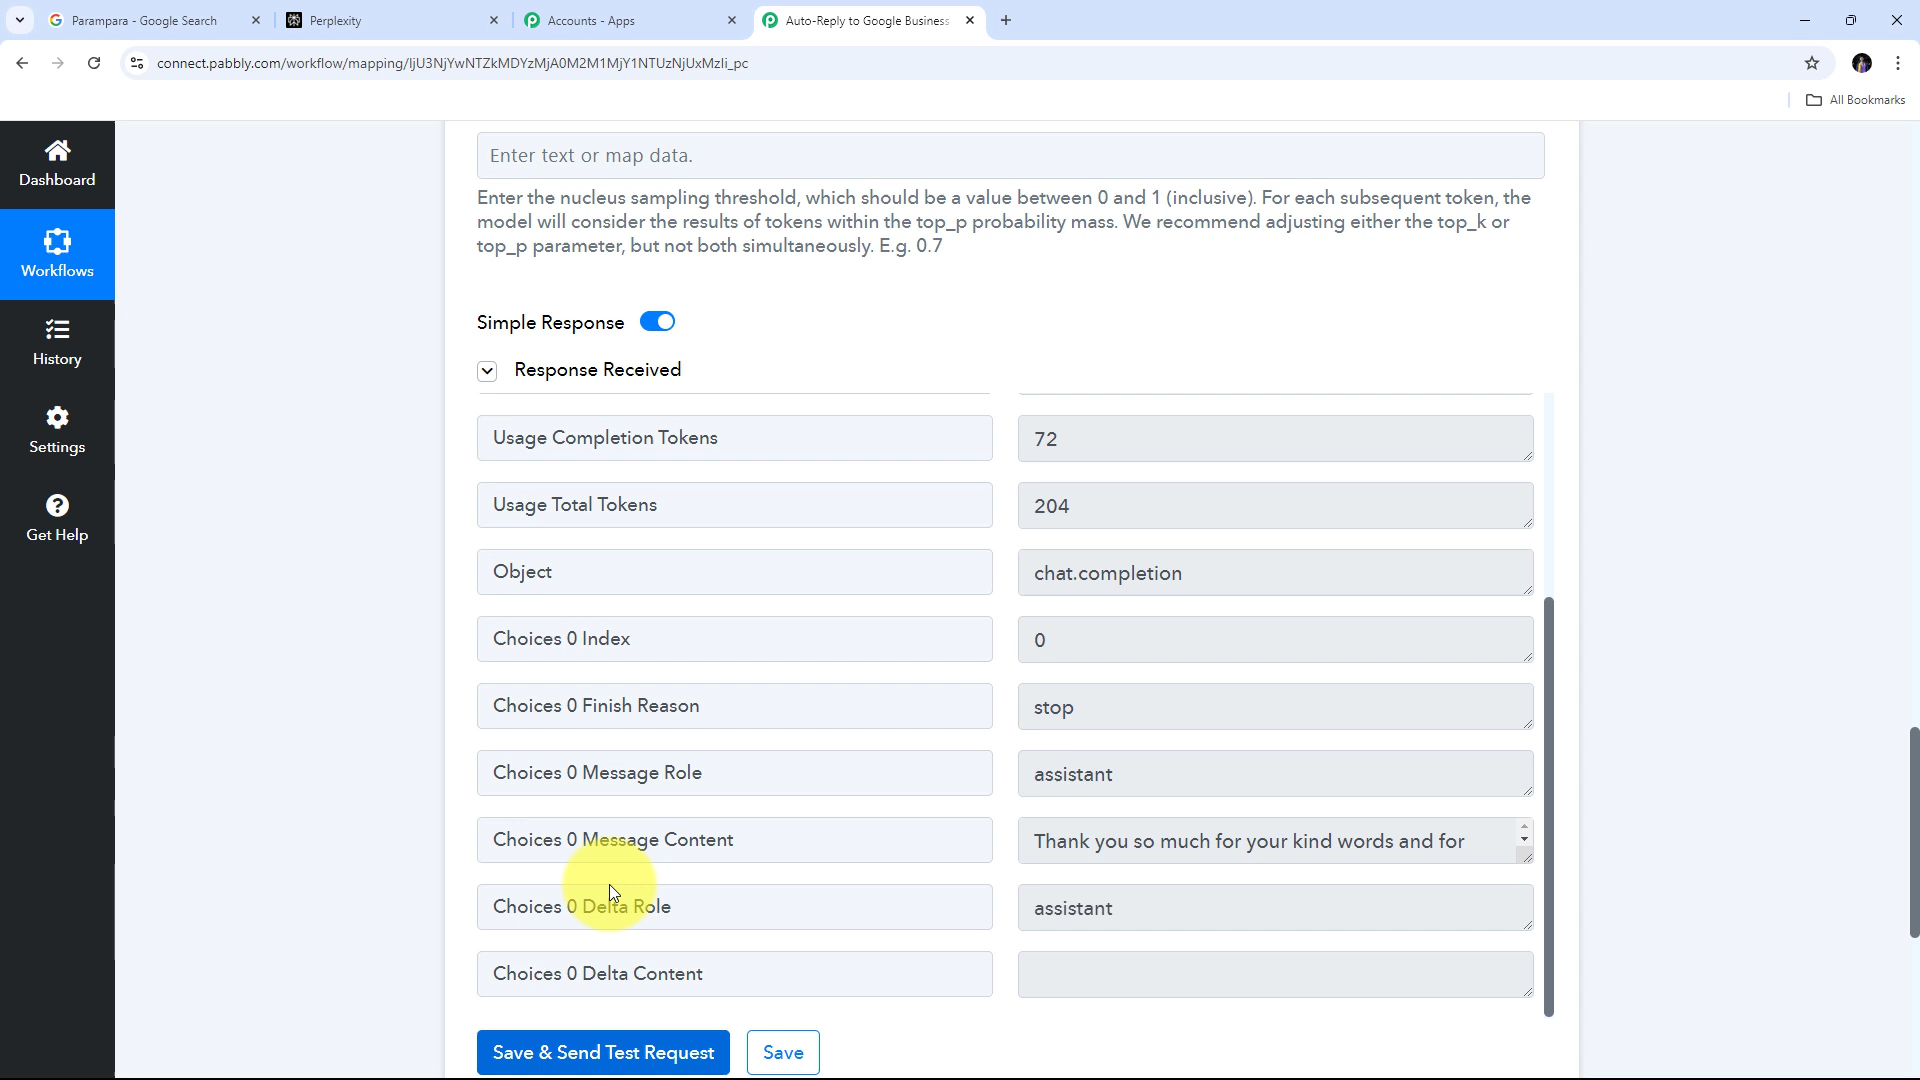 Parampara - Google Search
Perplexity
Accounts - Apps
Auto-Reply to Google Business
connect.pabbly.com/workflow/mapping/IjU3NjYwNTZkMDYzMjA0M2M1MjY1NTUzNjUxMzIi_pc
All Bookmarks
Dashboard
Workflows
History
Settings
Get Help
Enter text or map data.
Enter the nucleus sampling threshold, which should be a value between 0 and 1 (inclusive). For each subsequent token, the
model will consider the results of tokens within the top_p probability mass. We recommend adjusting either the top_k or
top_p parameter, but not both simultaneously. E.g. 0.7
Simple Response
Response Received
Usage Completion Tokens
72
Usage Total Tokens
204
Object
chat.completion
Choices 0 Index
0
Choices 0 Finish Reason
stop
Choices 0 Message Role
assistant
Choices 0 Message Content
Thank you so much for your kind words and for
Choices 0 Delta Role
assistant
Choices 0 Delta Content
Save & Send Test Request
Save